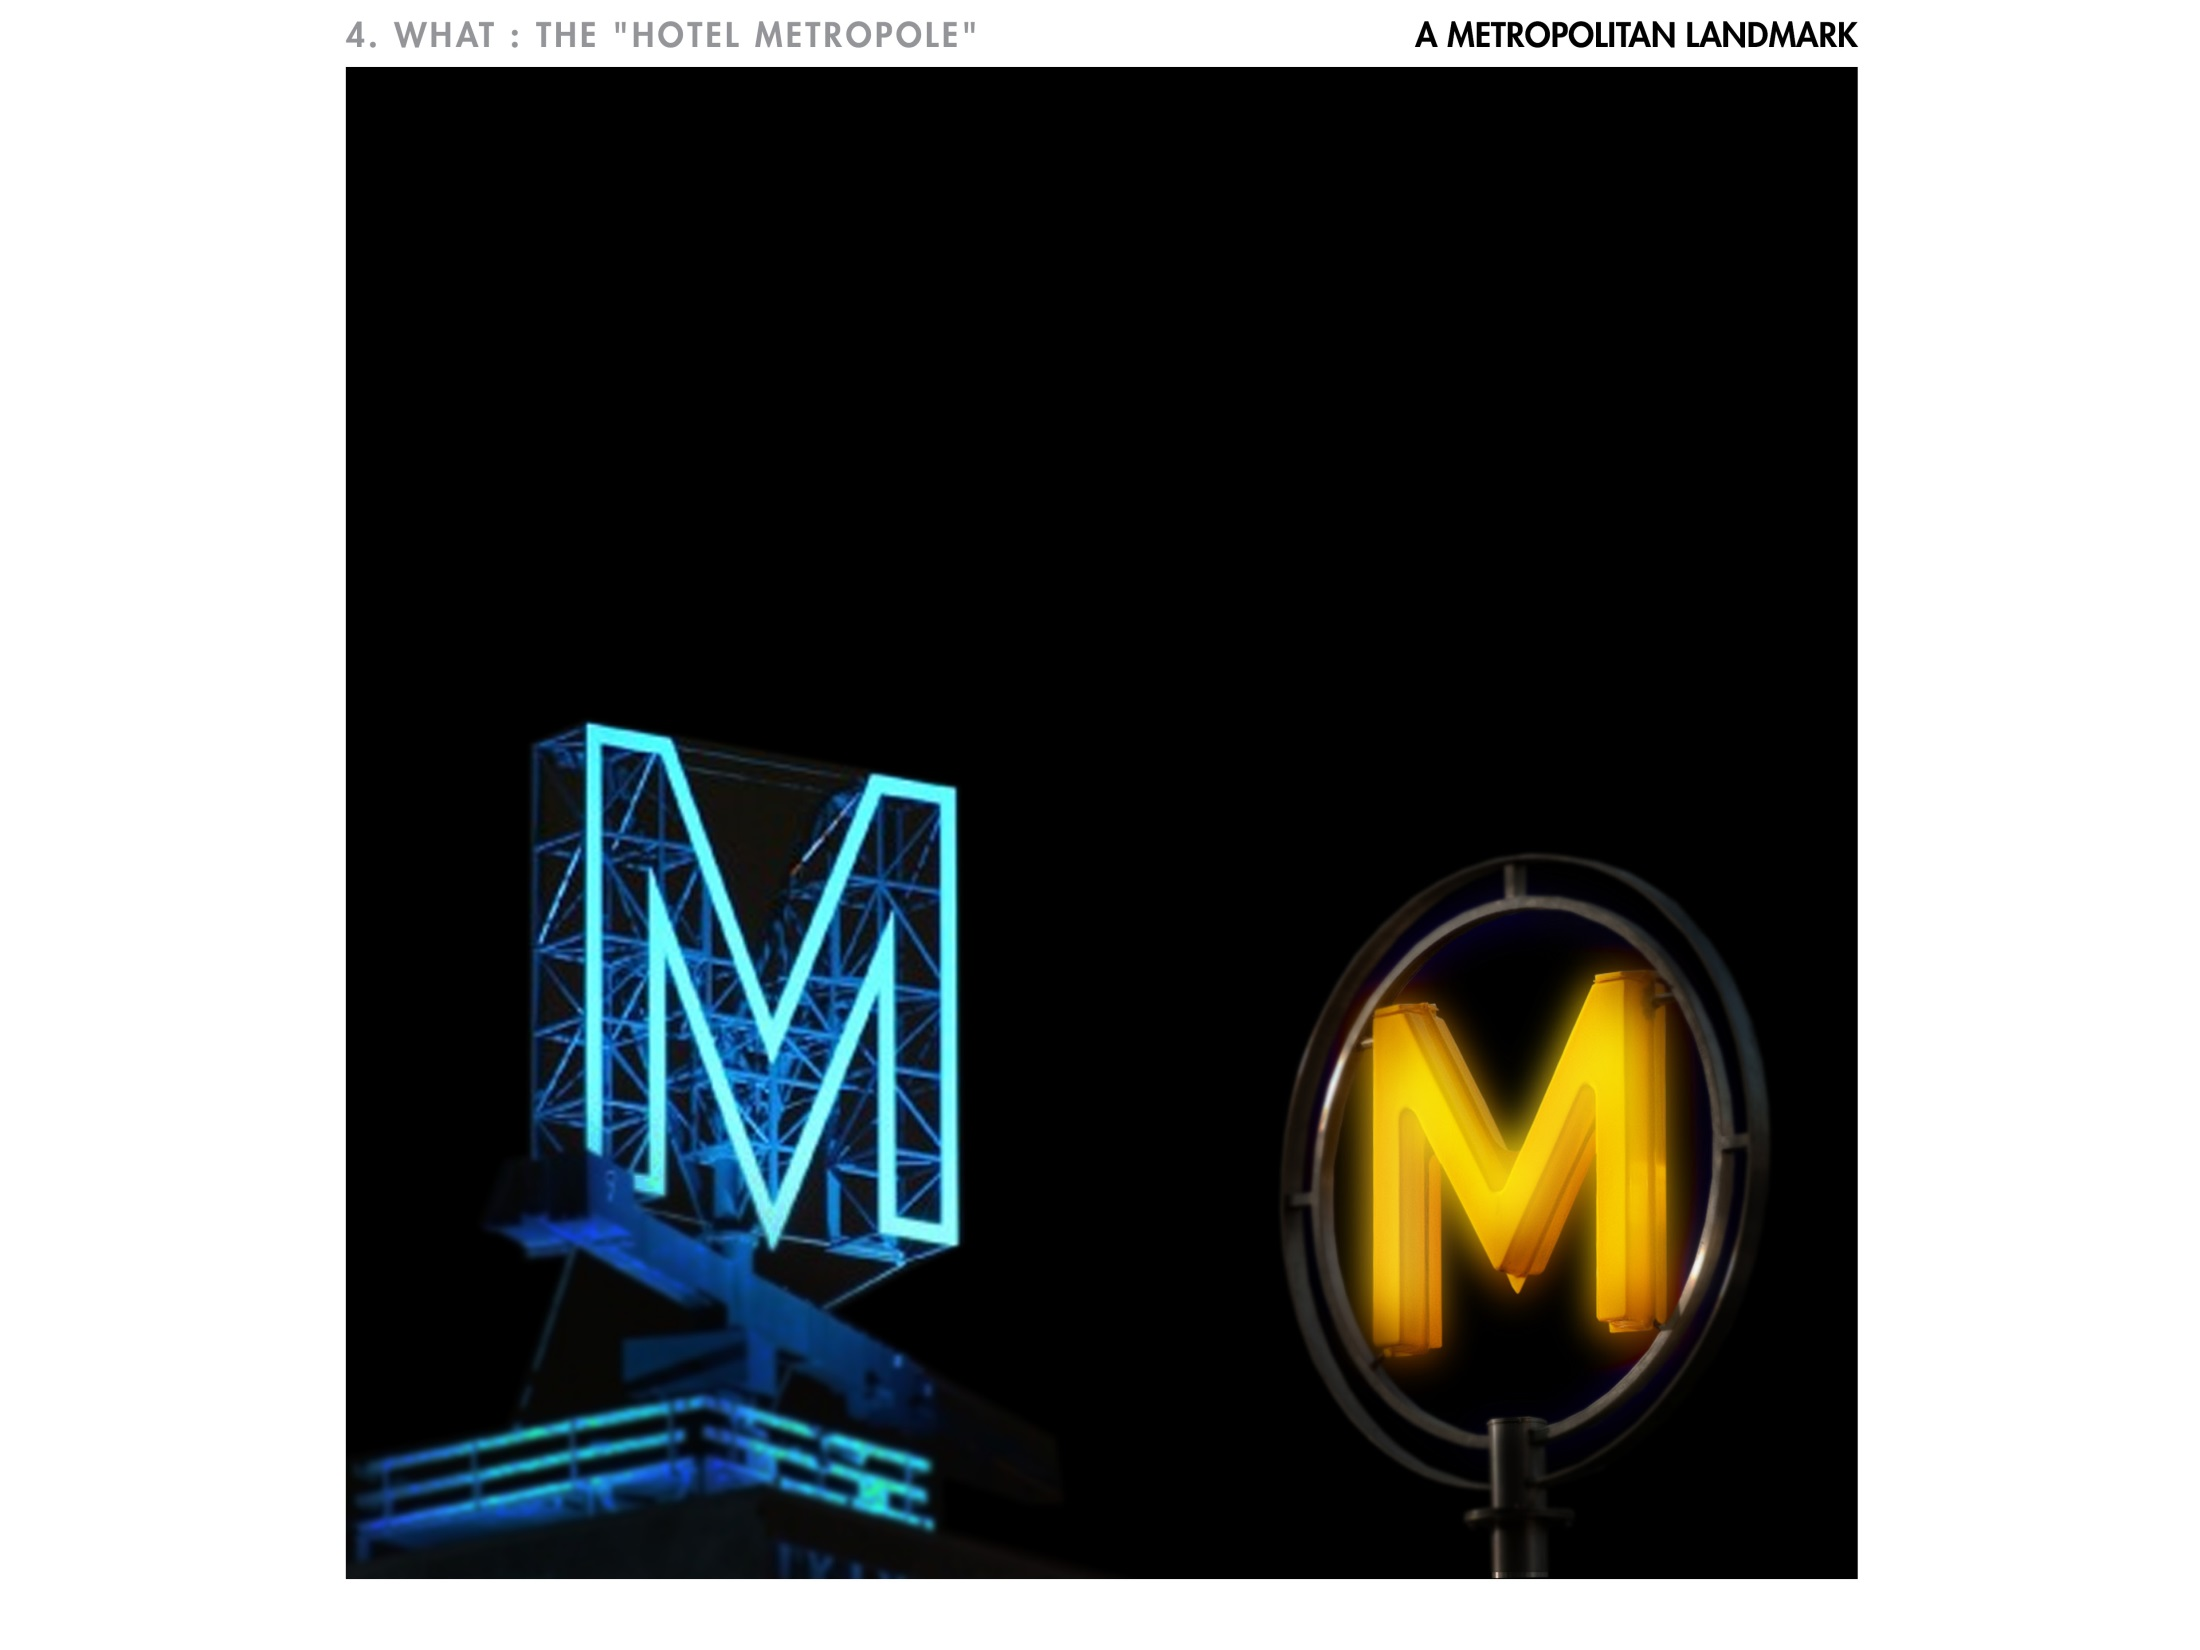 4. WHAT : THE "HOTEL METROPOLE"
A METROPOLITAN LANDMARK
M
M